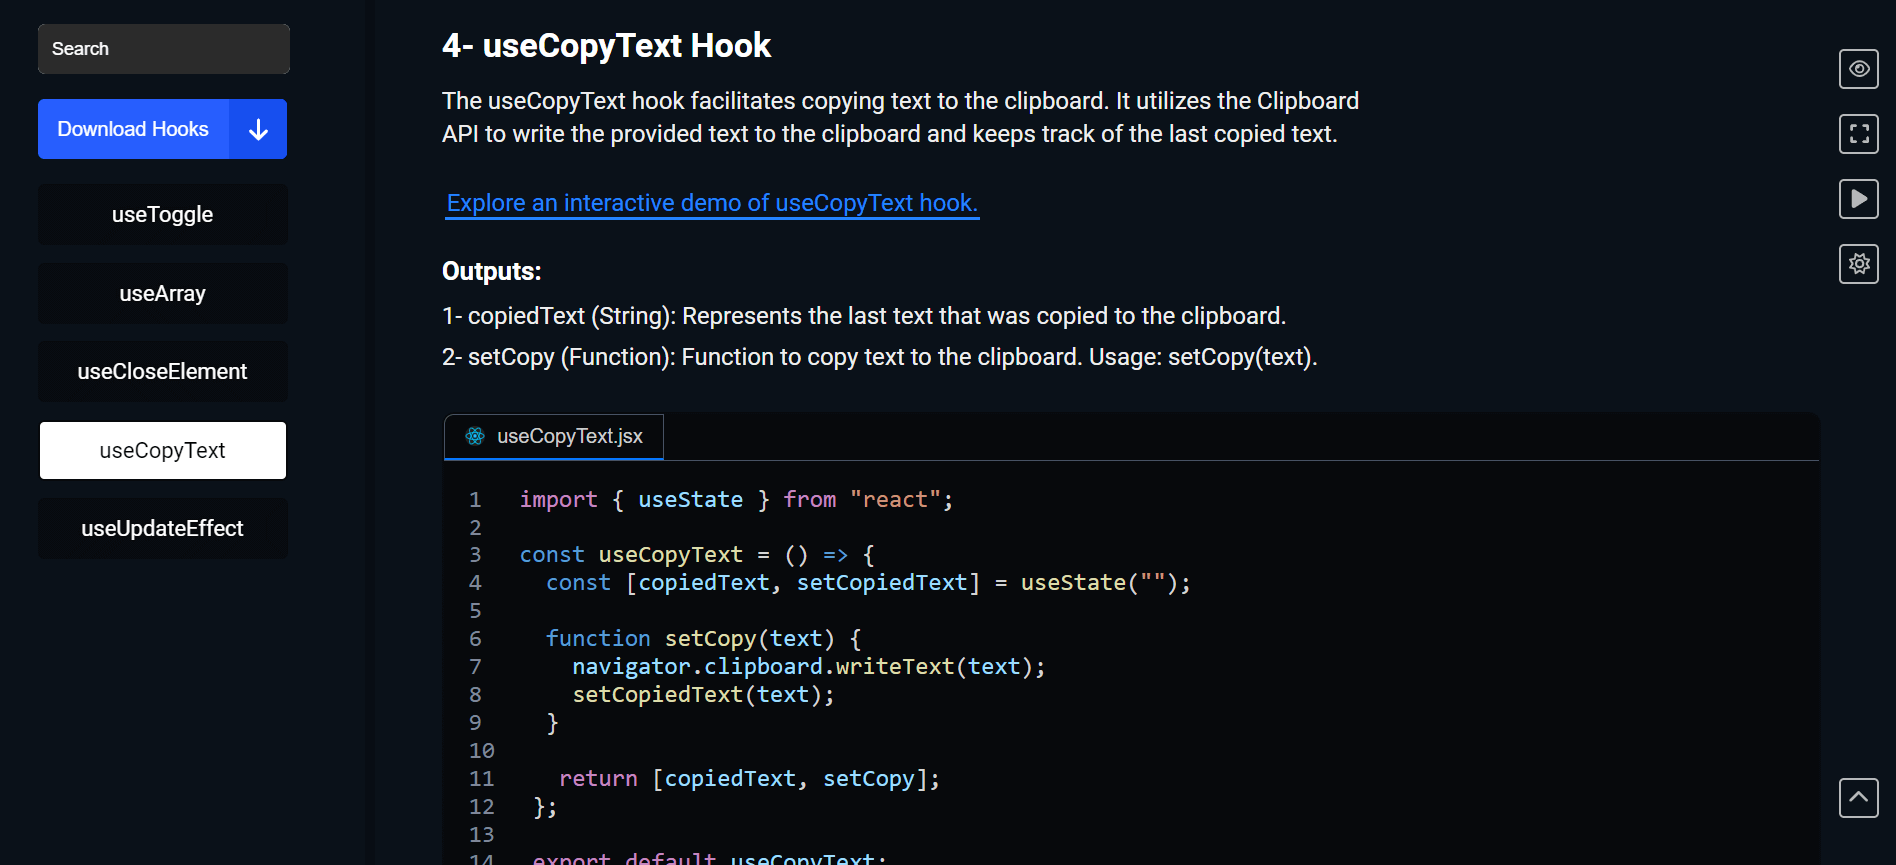 Search
Download Hooks
useToggle
useArray
useCloseElement
useCopyText
useUpdateEffect
4- useCopyText Hook
The useCopyText hook facilitates copying text to the clipboard. It utilizes the Clipboard
API to write the provided text to the clipboard and keeps track of the last copied text.
Explore an interactive demo of useCopyText hook.
Outputs:
1- copiedText (String): Represents the last text that was copied to the clipboard.
2- setCopy (Function): Function to copy text to the clipboard. Usage: setCopy(text).
useCopyText.jsx
1 import { useState } from "react";
2
3 const useCopyText = () => {
4 const [copiedText, setCopiedText] = useState("");
5
6 function setCopy(text) {
7 navigator.clipboard.writeText(text);
8 setCopiedText(text);
9 }
10
11 return [copiedText, setCopy];
12 };
13
14 export default useCopyText;